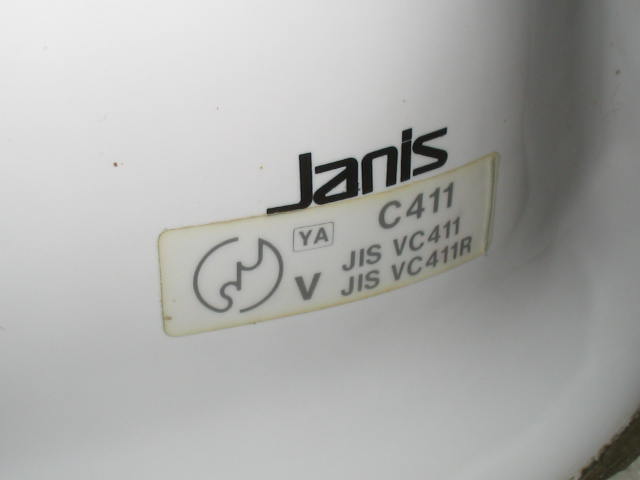 Janis
YA C411
V JIS VC411
JIS VC411R